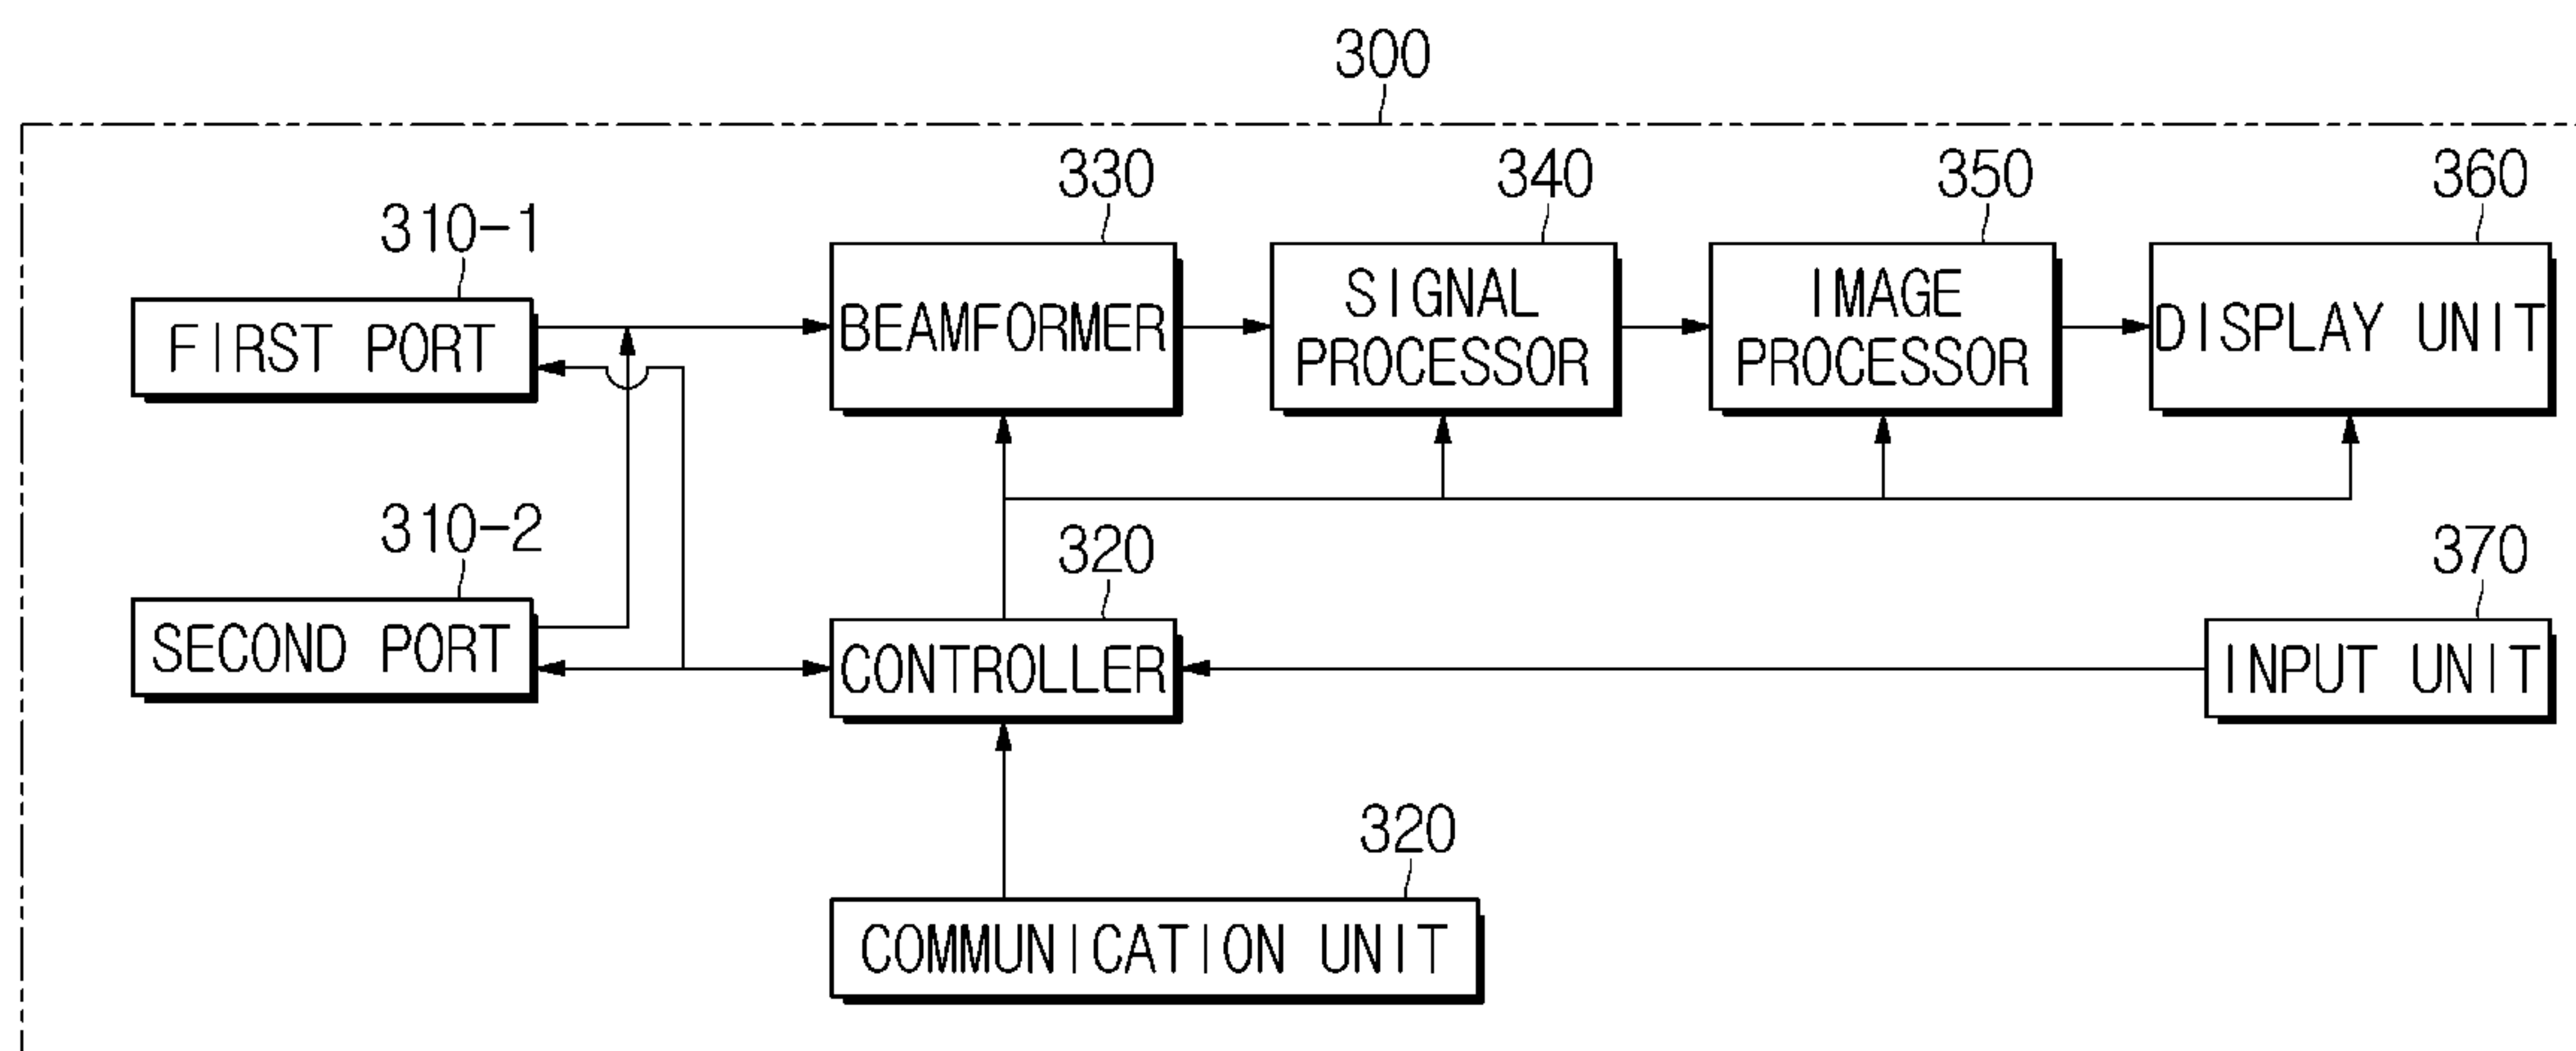 300
330
340
350
360
310-1
FIRST PORT
BEAMFORMER
SIGNAL
PROCESSOR
IMAGE
PROCESSOR
DISPLAY UNIT
310-2
320
370
SECOND PORT
CONTROLLER
INPUT UNIT
320
COMMUNICATION UNIT